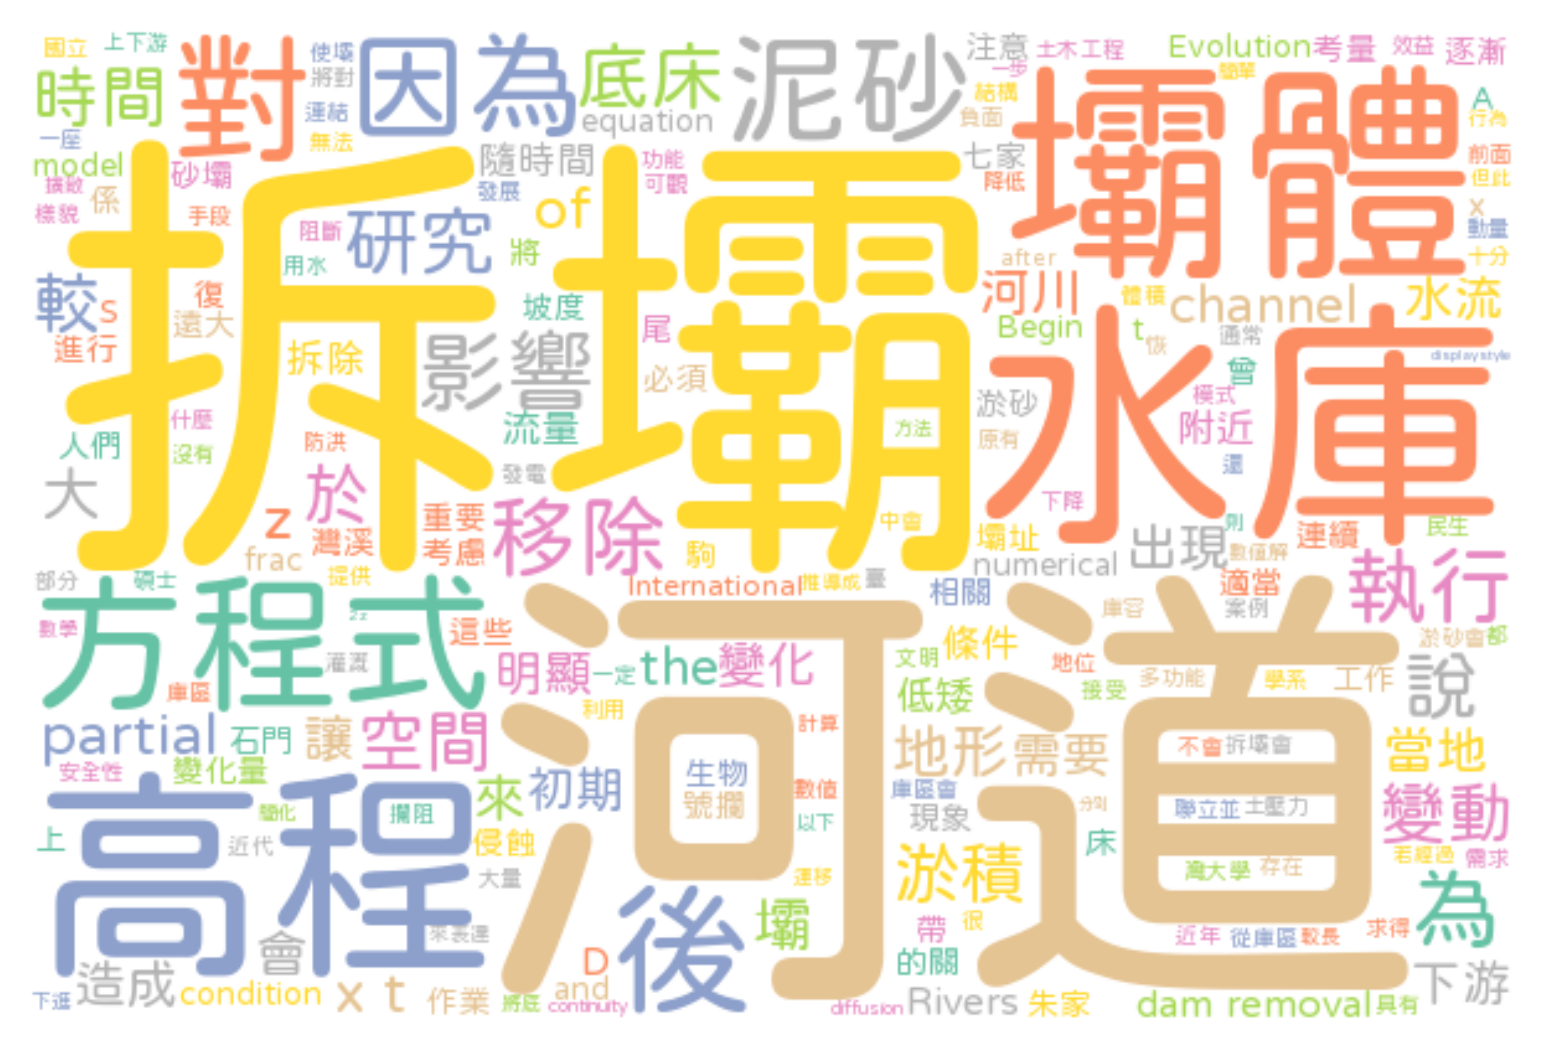 國立 上下游 對 使壩 因為 底床 泥砂 注意 土木工程 Evolution 考量 效益 逐漸
時間 將對 一步 簡單
連結 equation 結構 壩體 A
一座 無法 負面 行為
model 砂壩 隨時間 功能 七家 前面
擴散 係 發展 可觀 降低 但此
樣貌 手段 拆壩 of x
阻斷 研究 動量
用水 將 after 十分
較 s 復 坡度 河川 體積 channel 水流
遠大 尾 Begin t 恢 通常
進行 拆除 影響 水庫 displaystyle
必須 曾
什麼 流量 淤砂 模式
人們 防洪 方法 附近
沒有 原有
大 於 發電 還
z 重要 移除 中會 下降 則 民生
灣溪 考慮 駒 壩址 出現 連續
frac numerical 數值解
部分 碩士 提供 International 推導成 臺 相關 適當 執行
方程式 河道 庫容 案例
數學 這些 淤砂會 都
灌溉 明顯 一定 the 變化 文明 條件 地位 多功能 學系 工作 說
庫區 利用 低矮 接受
partial 石門 讓 空間 計算 地形 需要 不會 拆壩會 當地
安全性 變化量 生物
高程 簡化 攔阻 來 初期 號攔 數值 庫區會 分別 變動
上 近代 侵蝕 以下 現象 床 聯立並 土壓力
若經過 需求
大量 運移 淤積 灣大學 存在 為
會 來表達 後 壩 帶 很 近年 從庫區 較長 求得
造成 D 的關 下游
下逛 condition x t 作業 將底 and continuity diffusion Rivers 朱家 dam removal 具有